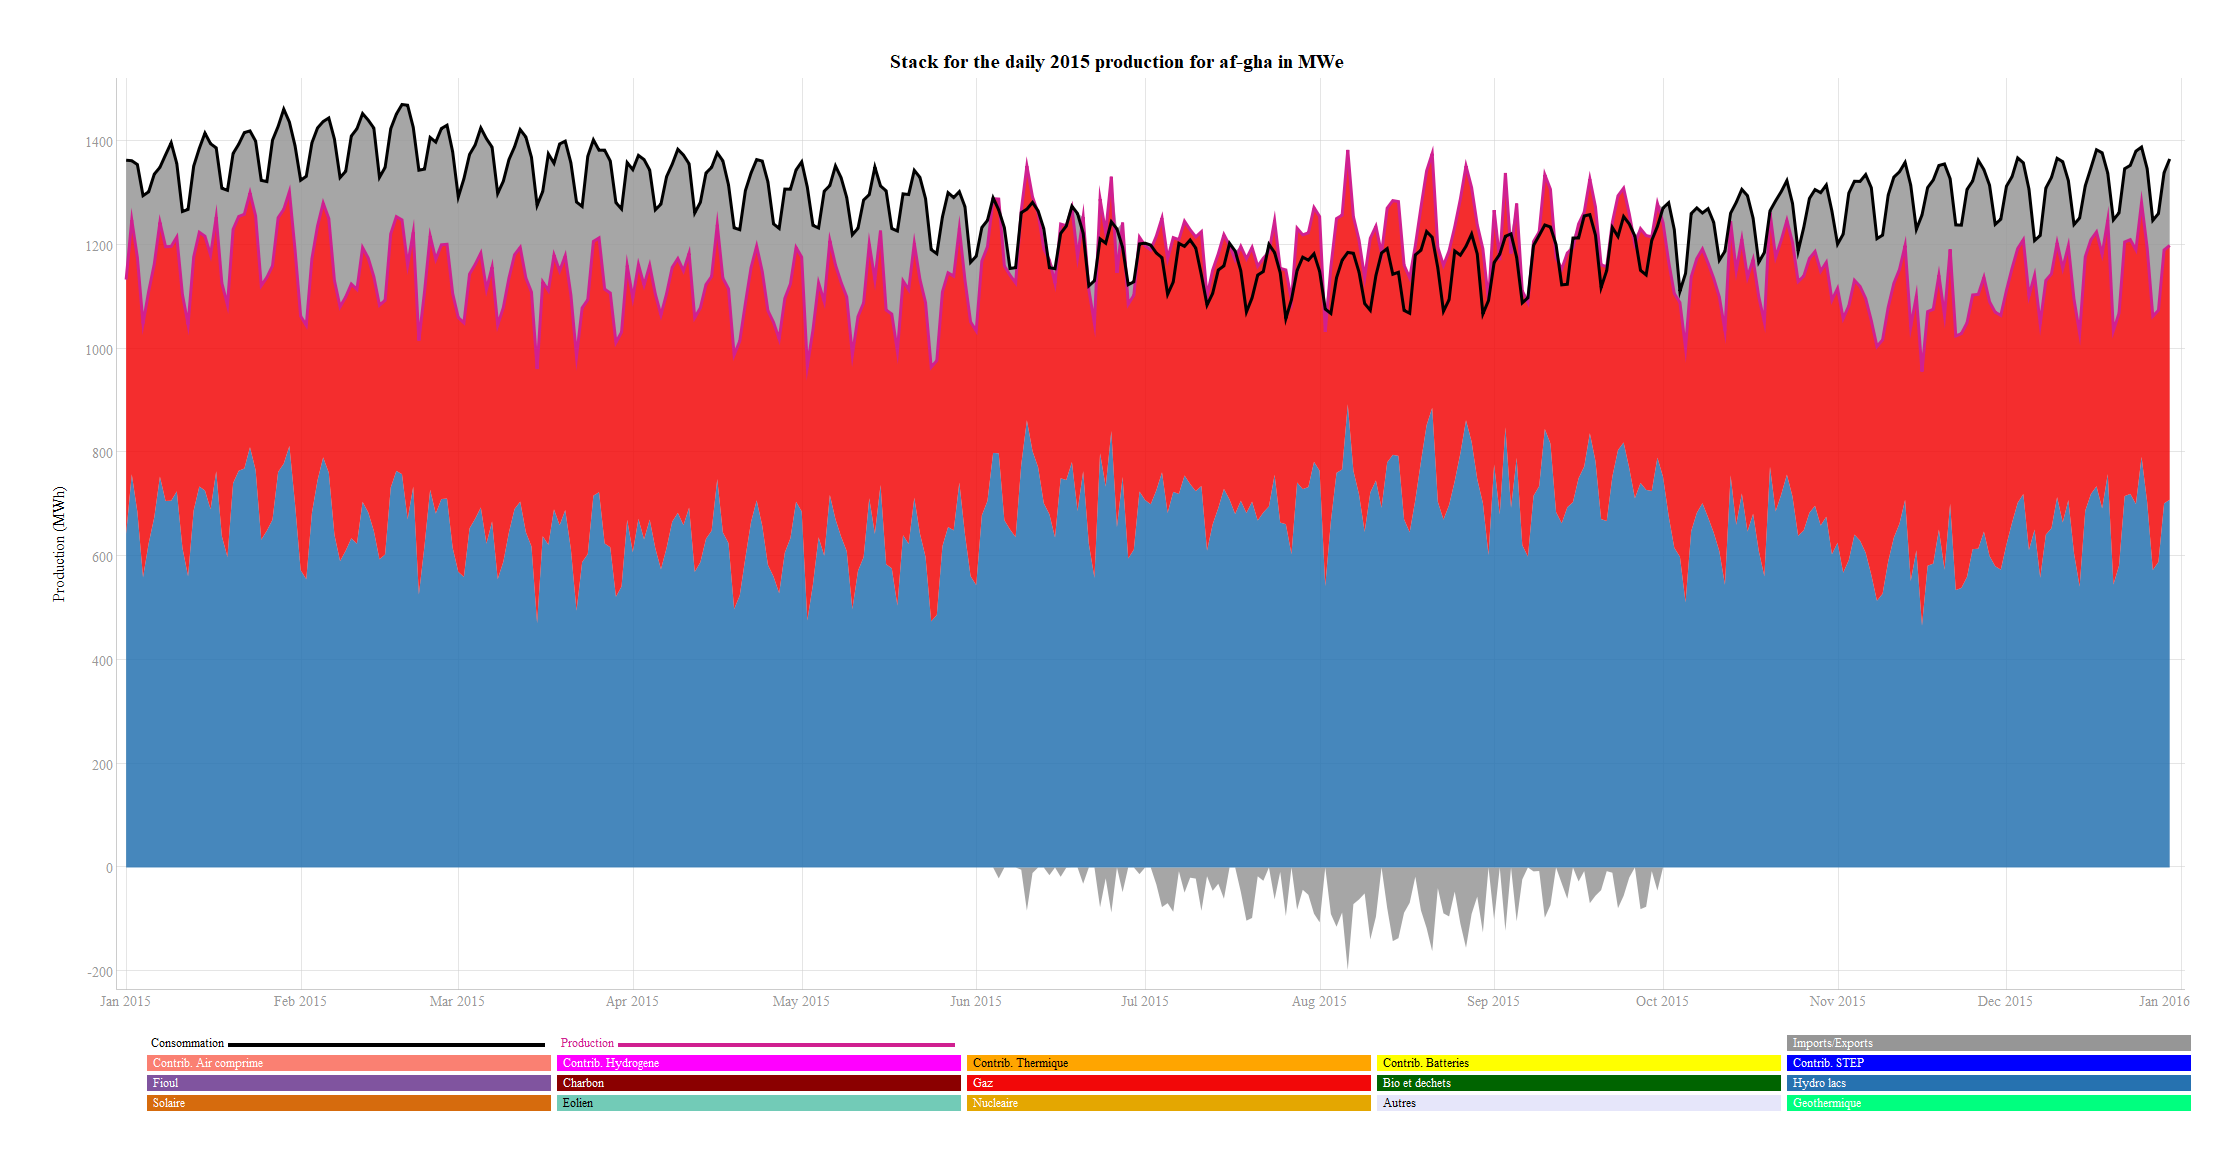 Stack for the daily 2015 production for af-gha in MWe
Production (MWh)
1400
1200
1000
800
600
400
200
0
-200
Jan 2015 Feb 2015 Mar 2015 Apr 2015 May 2015 Jun 2015 Jul 2015 Aug 2015 Sep 2015 Oct 2015 Nov 2015 Dec 2015 Jan 2016
Consommation Production Imports/Exports
Contrib. Air comprime Contrib. Hydrogene Contrib. Thermique Contrib. Batteries Contrib. STEP
Fioul Charbon Gaz Bio et dechets Hydro lacs
Solaire Eolien Nucleaire Autres Geothermique